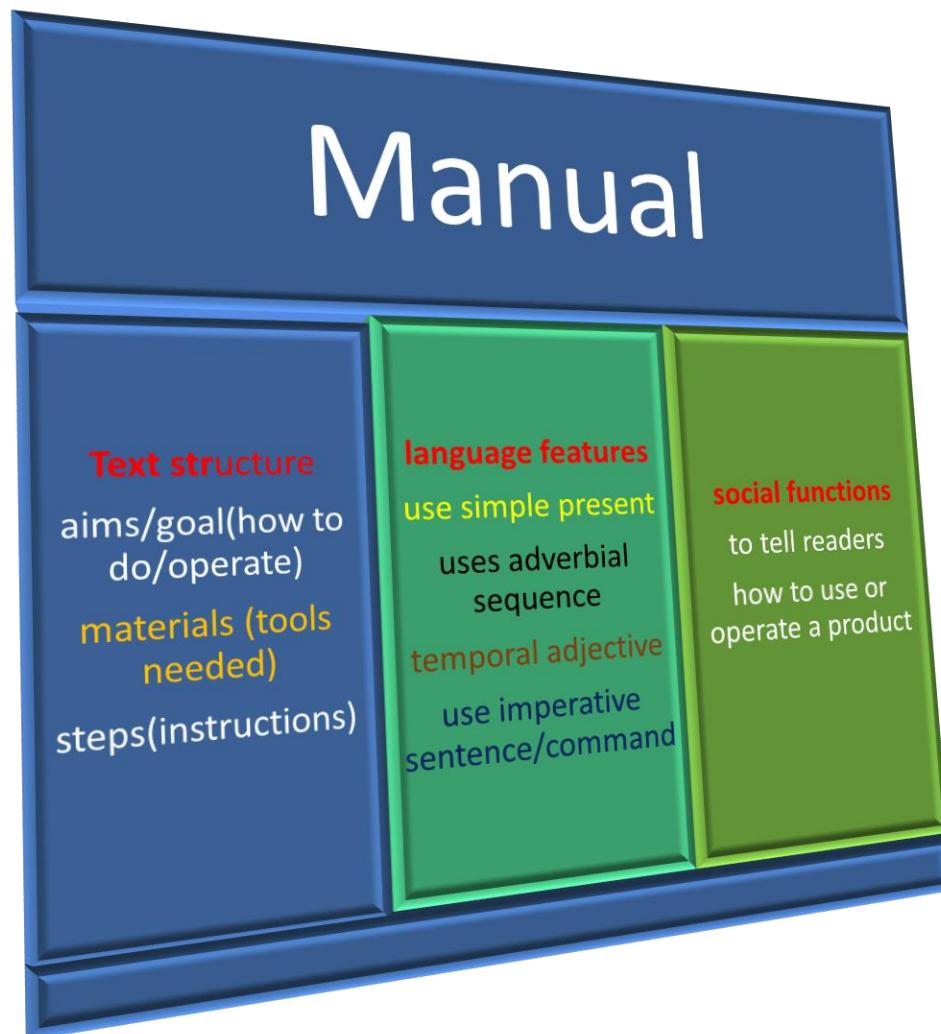 Manual
Text structure
aims/goal(how to
do/operate)
materials (tools
needed)
steps(instructions)
language features
use simple present
uses adverbial
sequence
temporal adjective
use imperative
sentence/command
social functions
to tell readers
how to use or
operate a product